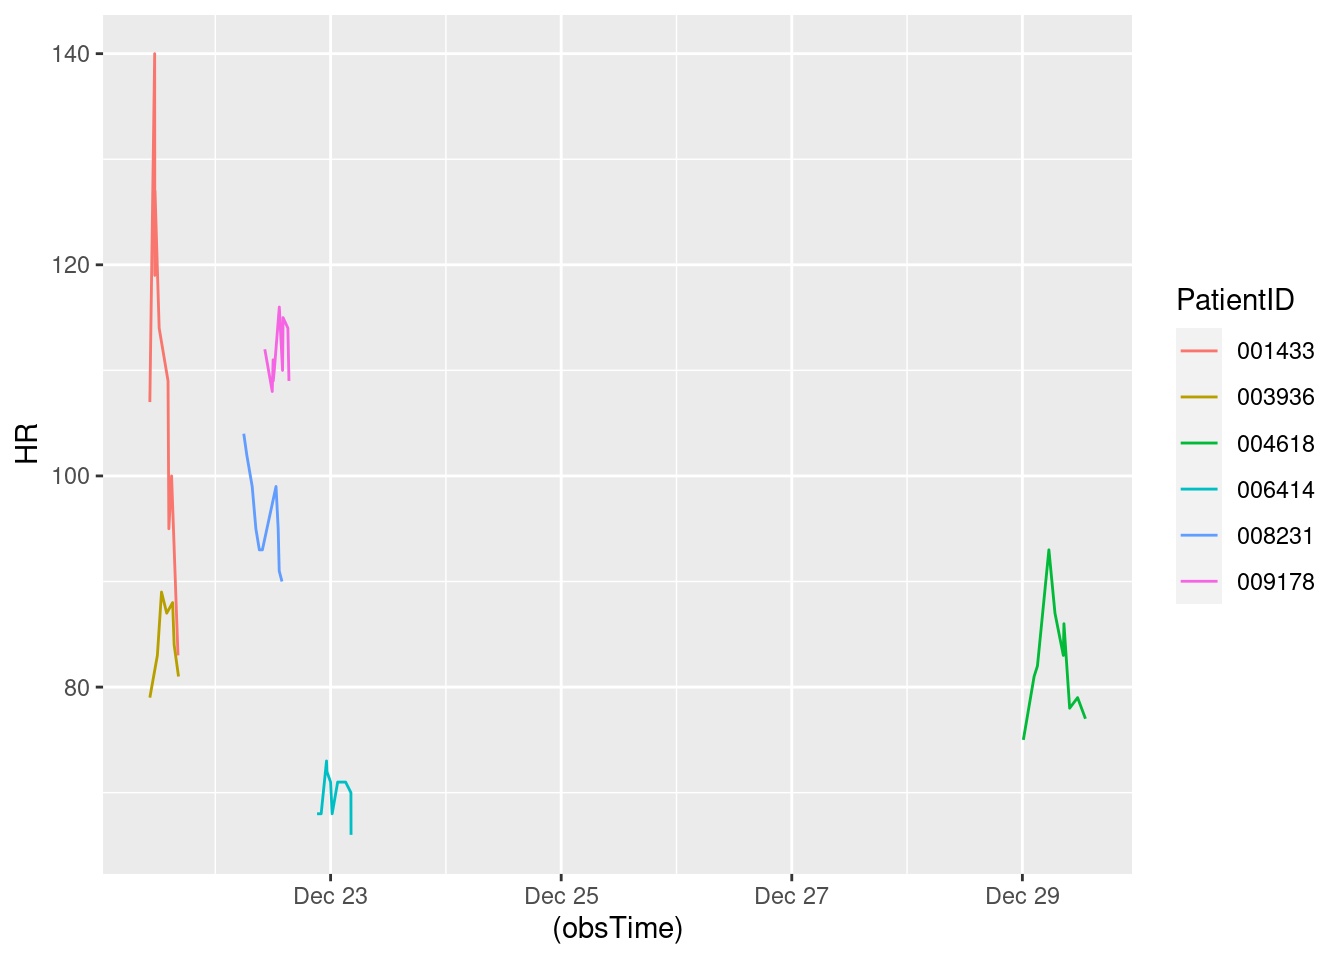 140
120
100
80
HR
Dec 23
Dec 25
Dec 27
Dec 29
(obsTime)
PatientID
001433
003936
004618
006414
008231
009178